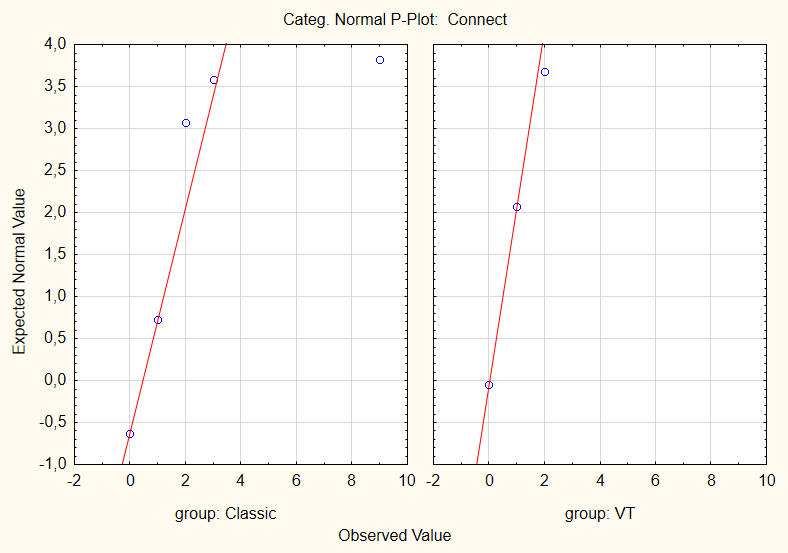 Categ. Normal P-Plot:  Connect
Expected Normal Value
4,0
3,5
3,0
2,5
2,0
1,5
1,0
0,5
0,0
-0,5
-1,0
-2 0 2 4 6 8 10
-2 0 2 4 6 8 10
group: Classic
group: VT
Observed Value